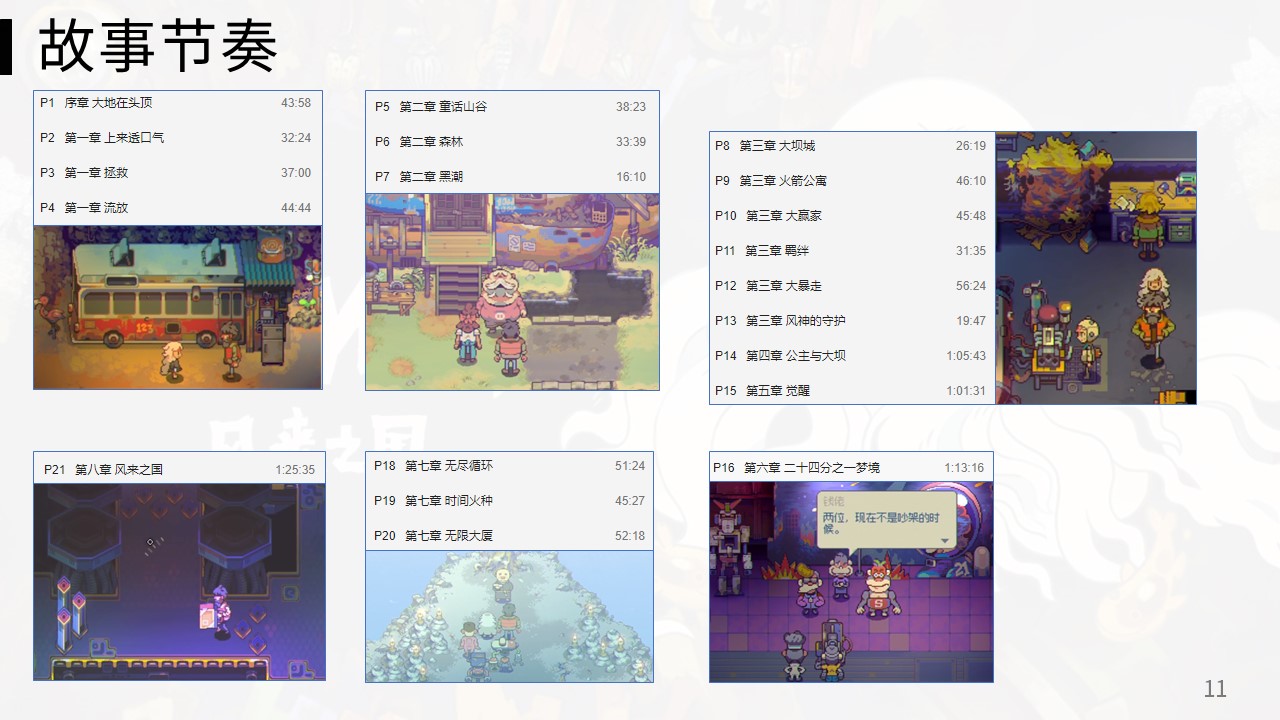 故事节奏
P1 序章 大地在头顶 43:58
P2 第一章 上来透口气 32:24
P3 第一章 拯救 37:00
P4 第一章 流放 44:44
123
P5 第二章 童话山谷 38:23
P6 第二章 森林 33:39
P7 第二章 黑潮 16:10
P8 第三章 大坝城 26:19
P9 第三章 火箭公寓 46:10
P10 第三章 大赢家 45:48
P11 第三章 羁绊 31:35
P12 第三章 大暴走 56:24
P13 第三章 风神的守护 19:47
P14 第四章 公主与大坝 1:05:43
P15 第五章 觉醒 1:01:31
风来之国
P21 第八章 风来之国 1:25:35
P18 第七章 无尽循环 51:24
P19 第七章 时间火种 45:27
P20 第七章 无限大厦 52:18
P16 第六章 二十四分之一梦境 1:13:16
两位，现在不是吵架的时
候。
S
11